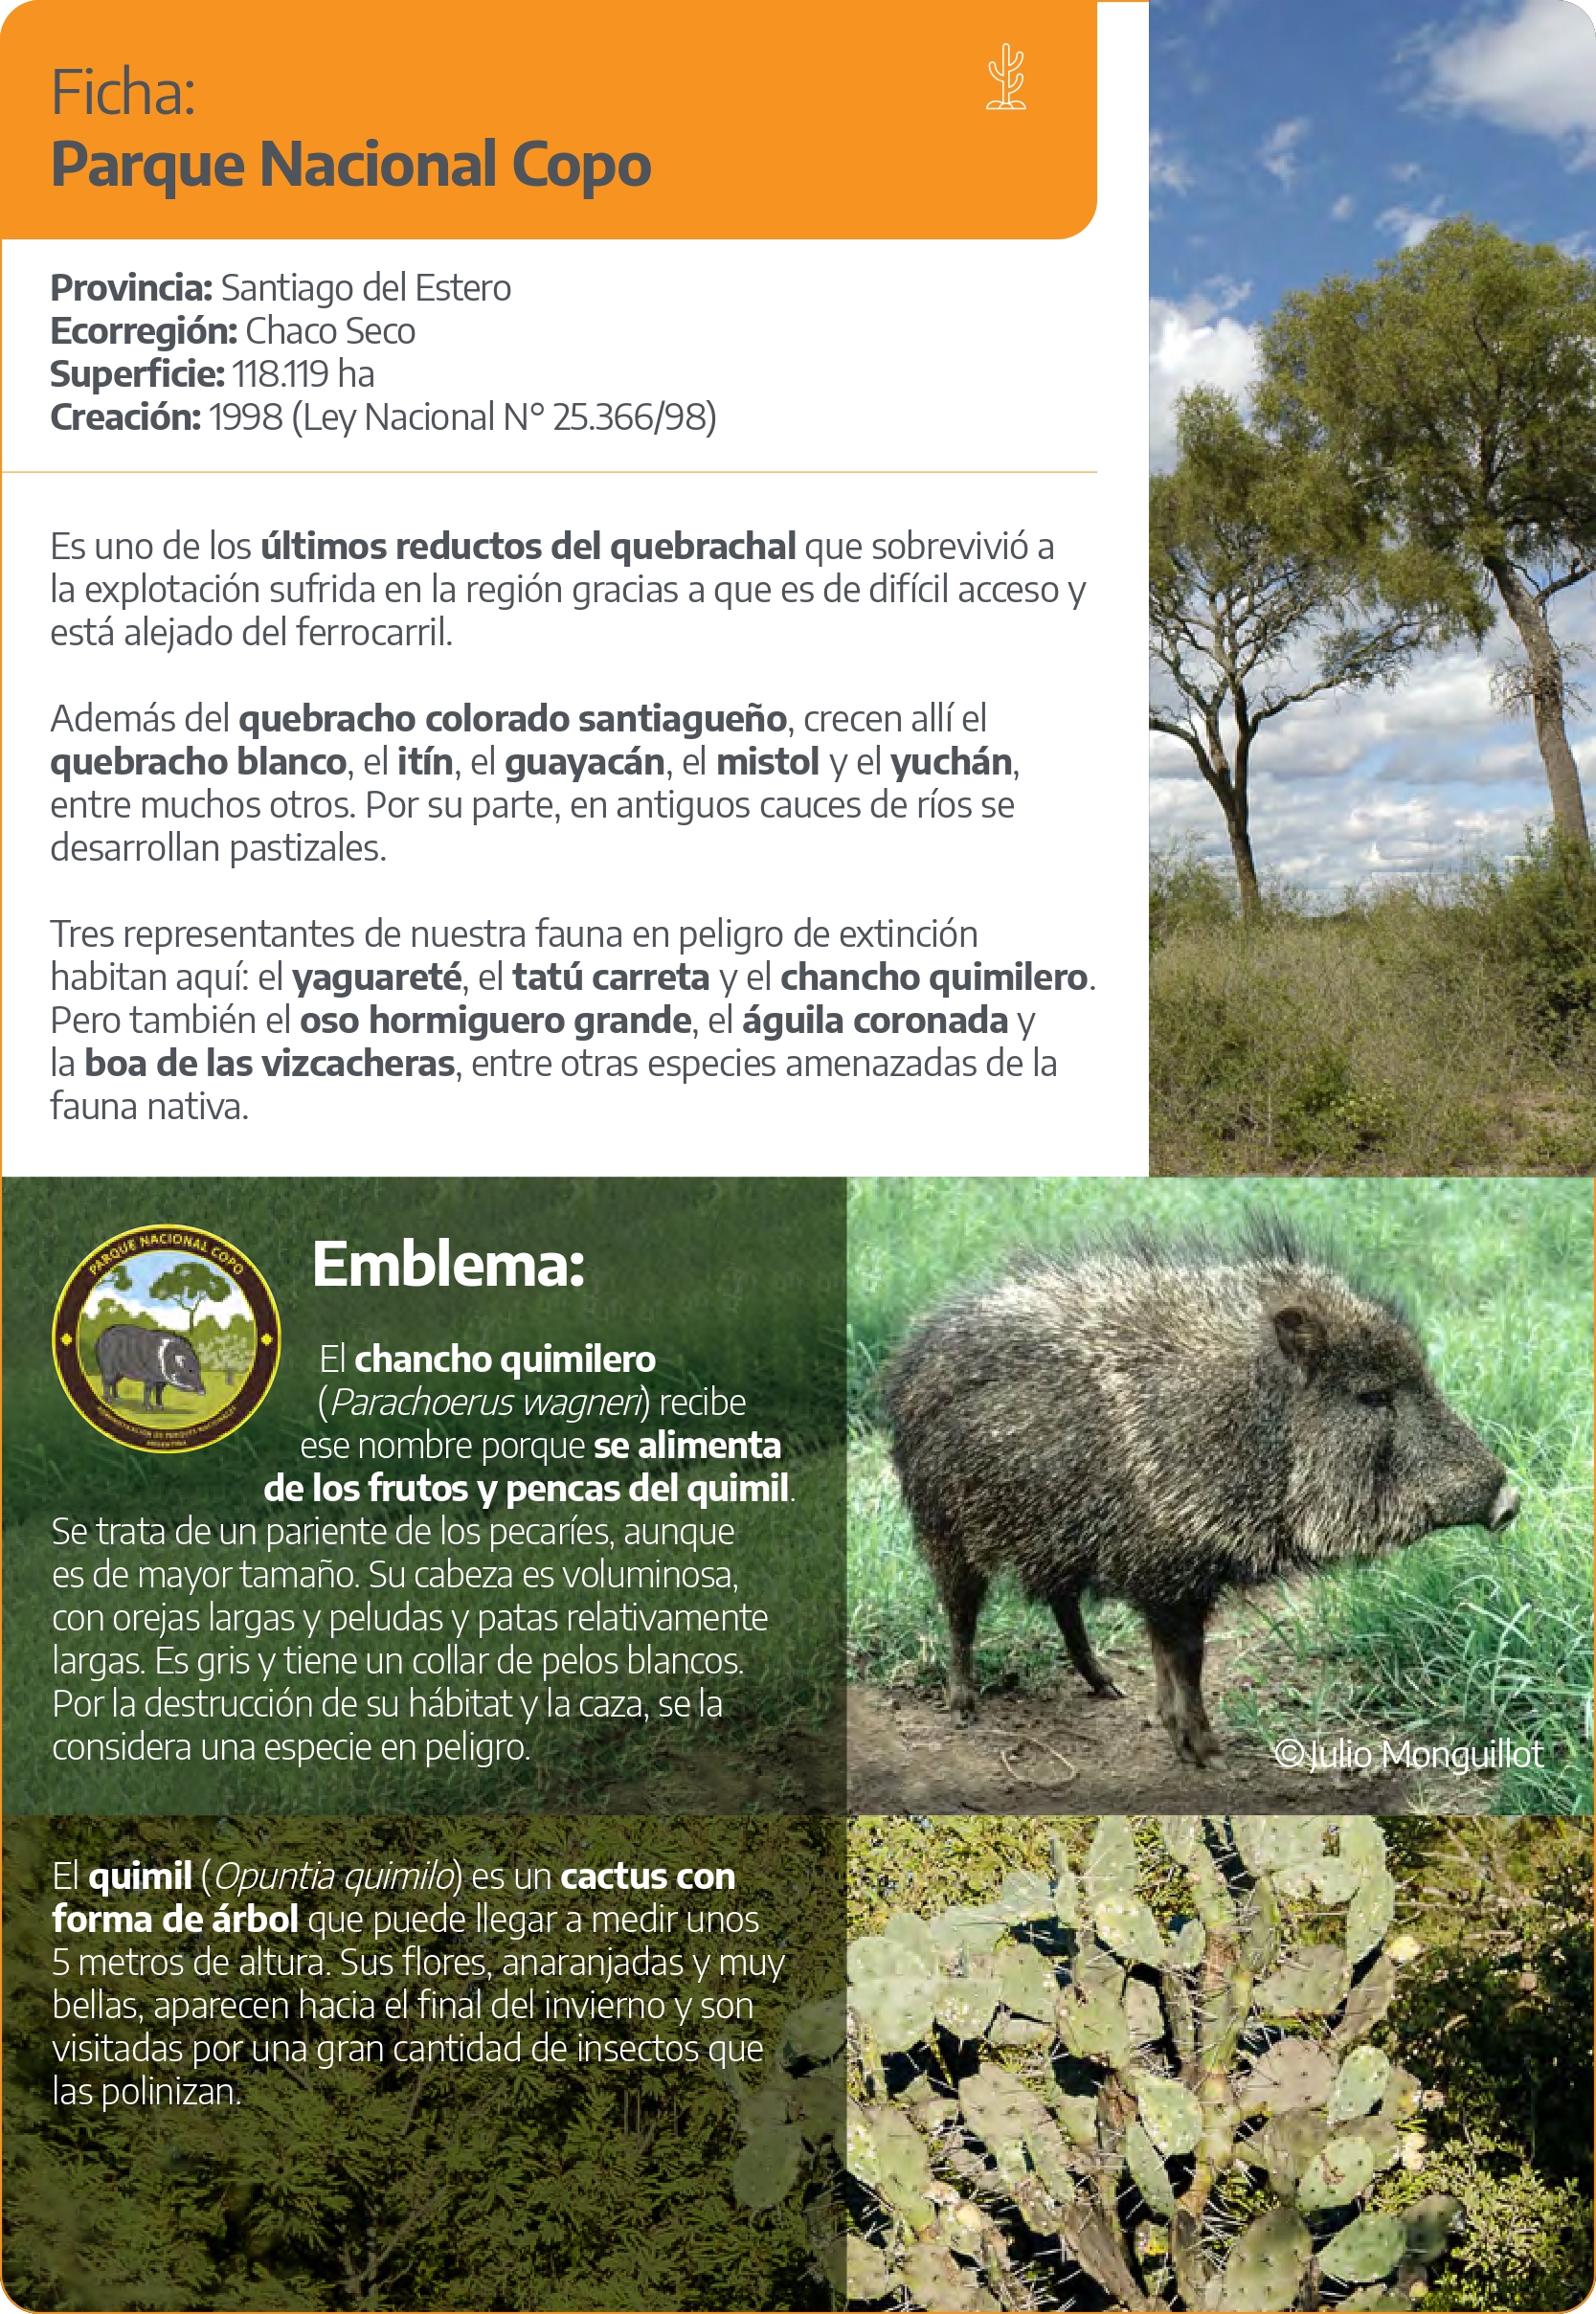 Ficha:
Parque Nacional Copo
Provincia: Santiago del Estero
Ecorregión: Chaco Seco
Superficie: 118.119 ha
Creación: 1998 (Ley Nacional N° 25.366/98)
Es uno de los últimos reductos del quebrachal que sobrevivió a
la explotación sufrida en la región gracias a que es de difícil acceso y
está alejado del ferrocarril.
Además del quebracho colorado santiagueño, crecen allí el
quebracho blanco, el itín, el guayacán, el mistol y el yuchán,
entre muchos otros. Por su parte, en antiguos cauces de ríos se
desarrollan pastizales.
Tres representantes de nuestra fauna en peligro de extinción
habitan aquí: el yaguareté, el tatú carreta y el chancho quimilero.
Pero también el oso hormiguero grande, el águila coronada y
la boa de las vizcacheras, entre otras especies amenazadas de la
fauna nativa.
PARQUE NACIONAL COPO
ADMINISTRACIÓN DE PARQUES NACIONALES
ARGENTINA
Emblema:
El chancho quimilero
(Parachoerus wagneri) recibe
ese nombre porque se alimenta
de los frutos y pencas del quimil.
Se trata de un pariente de los pecaríes, aunque
es de mayor tamaño. Su cabeza es voluminosa,
con orejas largas y peludas y patas relativamente
largas. Es gris y tiene un collar de pelos blancos.
Por la destrucción de su hábitat y la caza, se la
considera una especie en peligro.
©Julio Monguillot
El quimil (Opuntia quimilo) es un cactus con
forma de árbol que puede llegar a medir unos
5 metros de altura. Sus flores, anaranjadas y muy
bellas, aparecen hacia el final del invierno y son
visitadas por una gran cantidad de insectos que
las polinizan.